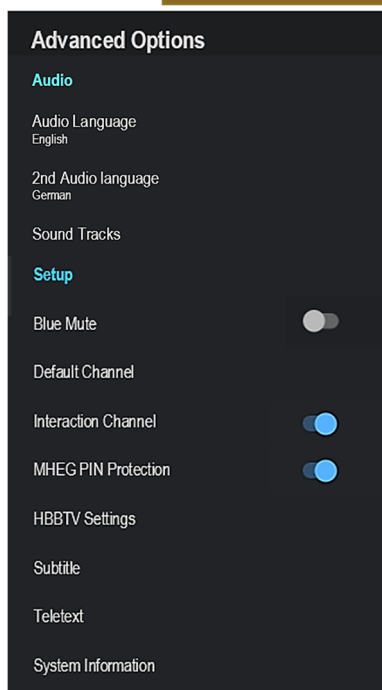 Advanced Options
Audio
Audio Language
English
2nd Audio language
German
Sound Tracks
Setup
Blue Mute
Default Channel
Interaction Channel
MHEG PIN Protection
HBBTV Settings
Subtitle
Teletext
System Information